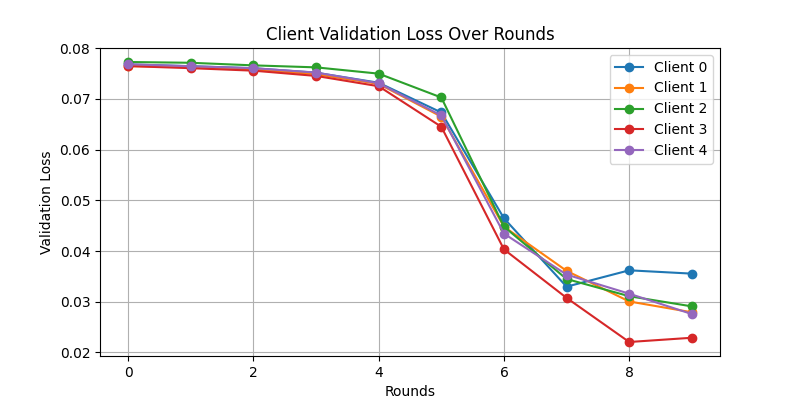 Client Validation Loss Over Rounds
Validation Loss
0.08
0.07
0.06
0.05
0.04
0.03
0.02
0
2
4
6
8
Rounds
Client 0
Client 1
Client 2
Client 3
Client 4